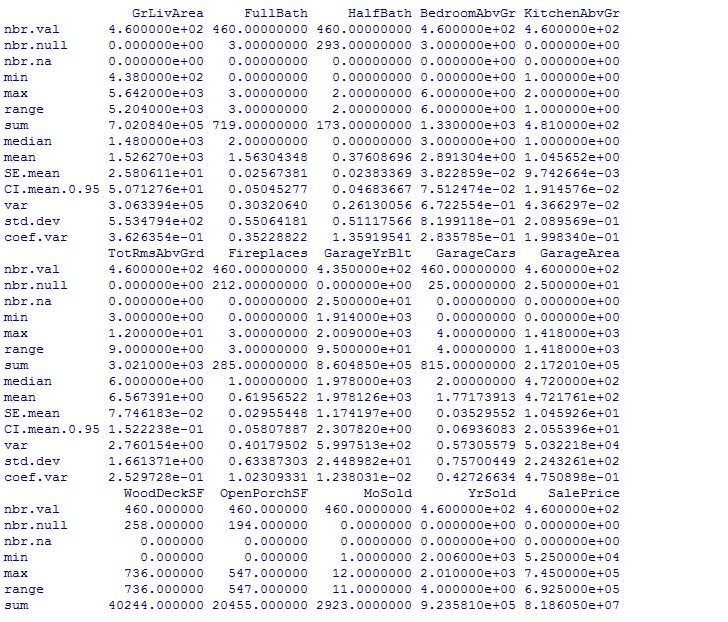 GrLivArea FullBath HalfBath BedroomAbvGr KitchenAbvGr
nbr.val 4.600000e+02 460.00000000 460.00000000 4.600000e+02 4.600000e+02
nbr.null 0.000000e+00 3.00000000 293.00000000 3.000000e+00 0.000000e+00
nbr.na 0.000000e+00 0.00000000 0.00000000 0.000000e+00 0.000000e+00
min 4.380000e+02 0.00000000 0.00000000 0.000000e+00 1.000000e+00
max 5.642000e+03 3.00000000 2.00000000 6.000000e+00 2.000000e+00
range 5.204000e+03 3.00000000 2.00000000 6.000000e+00 1.000000e+00
sum 7.020840e+05 719.00000000 173.00000000 1.330000e+03 4.810000e+02
median 1.480000e+03 2.00000000 0.00000000 3.000000e+00 1.000000e+00
mean 1.526270e+03 1.56304348 0.37608696 2.891304e+00 1.045652e+00
SE.mean 2.580611e+01 0.02567381 0.02383369 3.822859e-02 9.742664e-03
CI.mean.0.95 5.071276e+01 0.05045277 0.04683667 7.512474e-02 1.914576e-02
var 3.063394e+05 0.30320640 0.26130056 6.722554e-01 4.366297e-02
std.dev 5.534794e+02 0.55064181 0.51117566 8.199118e-01 2.089569e-01
coef.var 3.626354e-01 0.35228822 1.35919541 2.835785e-01 1.998340e-01
TotRmsAbvGrd Fireplaces GarageYrBlt GarageCars GarageArea
nbr.val 4.600000e+02 460.00000000 4.350000e+02 460.00000000 4.600000e+02
nbr.null 0.000000e+00 212.00000000 0.000000e+00 25.00000000 2.500000e+01
nbr.na 0.000000e+00 0.00000000 2.500000e+01 0.00000000 0.000000e+00
min 3.000000e+00 0.00000000 1.914000e+03 0.00000000 0.000000e+00
max 1.200000e+01 3.00000000 2.009000e+03 4.00000000 1.418000e+03
range 9.000000e+00 3.00000000 9.500000e+01 4.00000000 1.418000e+03
sum 3.021000e+03 285.00000000 8.604850e+05 815.00000000 2.172010e+05
median 6.000000e+00 1.00000000 1.978000e+03 2.00000000 4.720000e+02
mean 6.567391e+00 0.61956522 1.978126e+03 1.77173913 4.721761e+02
SE.mean 7.746183e-02 0.02955448 1.174197e+00 0.03529552 1.045926e+01
CI.mean.0.95 1.522238e-01 0.05807887 2.307820e+00 0.06936083 2.055396e+01
var 2.760154e+00 0.40179502 5.997513e+02 0.57305579 5.032218e+04
std.dev 1.661371e+00 0.63387303 2.448982e+01 0.75700449 2.243261e+02
coef.var 2.529728e-01 1.02309331 1.238031e-02 0.42726634 4.750898e-01
WoodDeckSF OpenPorchSF MoSold YrSold SalePrice
nbr.val 460.000000 460.000000 460.0000000 4.600000e+02 4.600000e+02
nbr.null 258.000000 194.000000 0.0000000 0.000000e+00 0.000000e+00
nbr.na 0.000000 0.000000 0.0000000 0.000000e+00 0.000000e+00
min 0.000000 0.000000 1.0000000 2.006000e+03 5.250000e+04
max 736.000000 547.000000 12.0000000 2.010000e+03 7.450000e+05
range 736.000000 547.000000 11.0000000 4.000000e+00 6.925000e+05
sum 40244.000000 20455.000000 2923.0000000 9.235810e+05 8.186050e+07